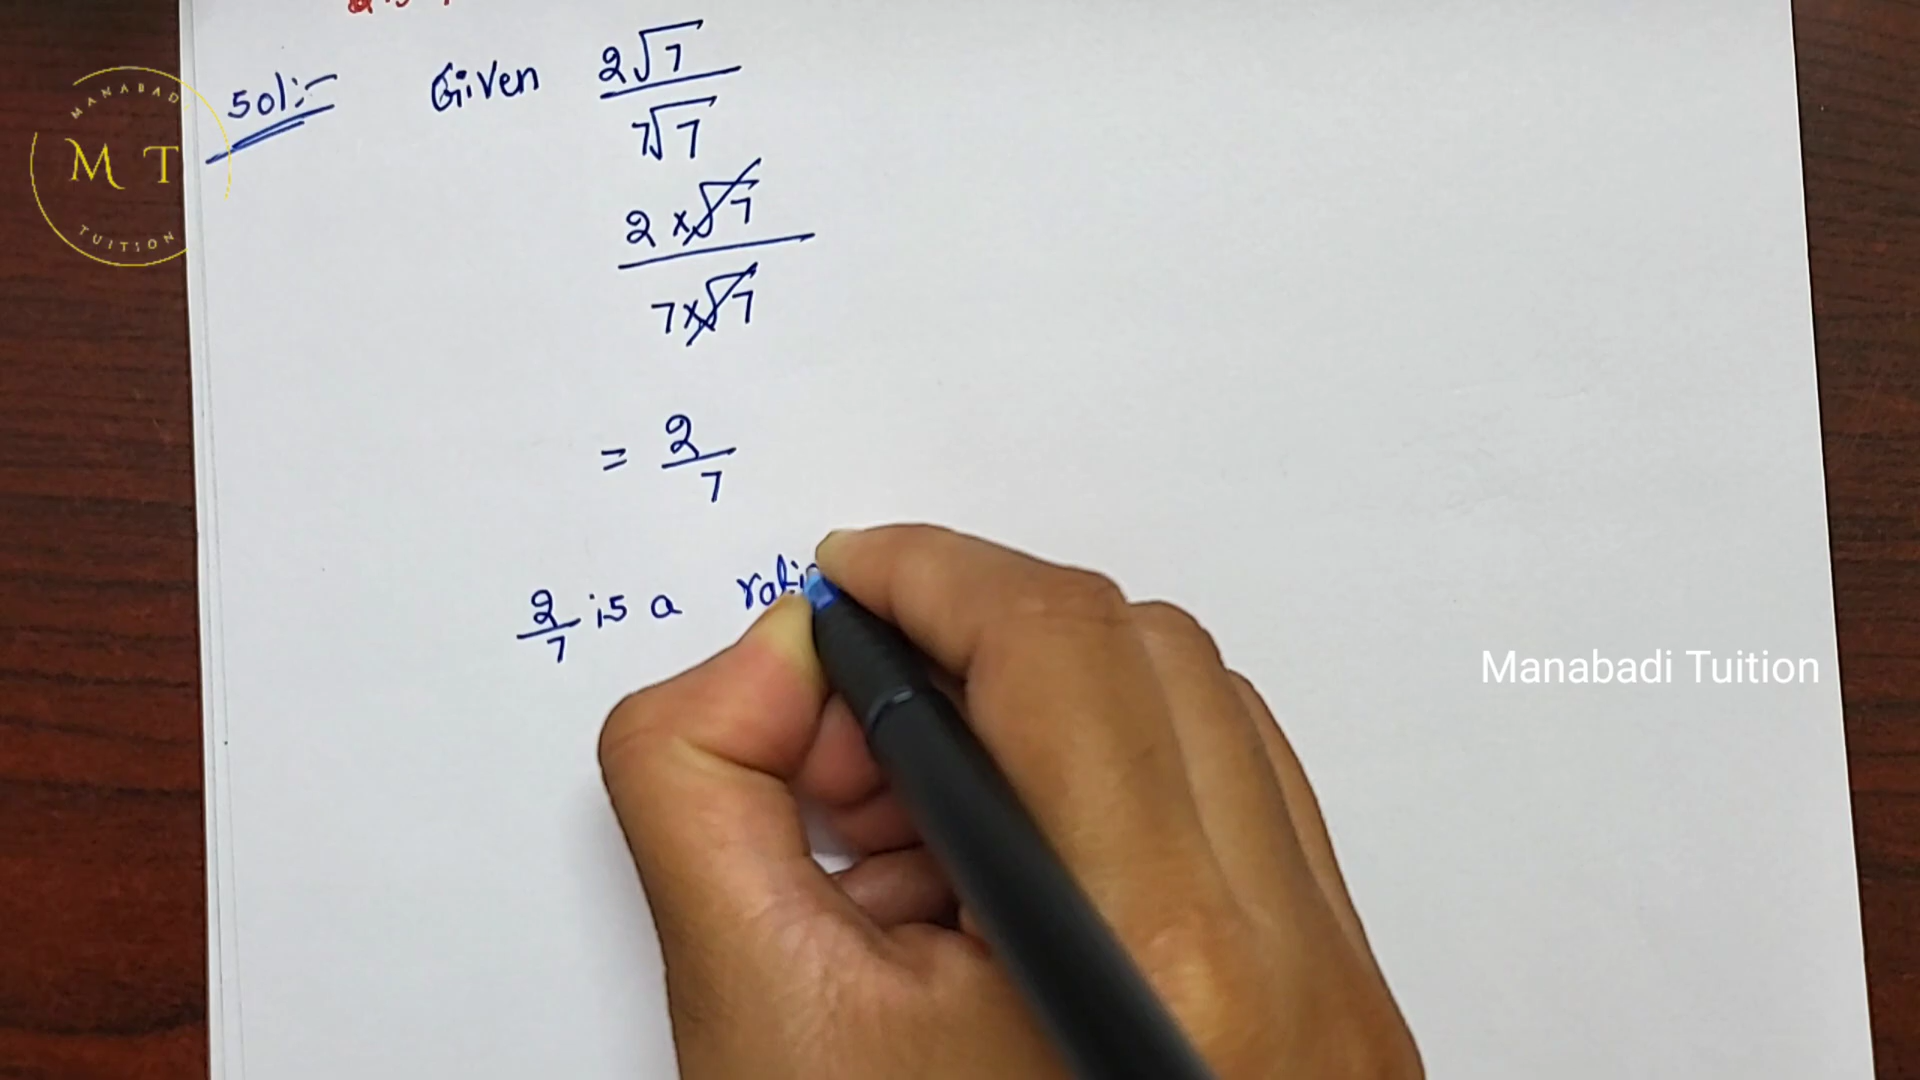 Sol:- Given 2√7
7√7
2 × √7
7 × √7
= 2
7
2/7 is a
MANABADI
M T
TUITION
Manabadi Tuition